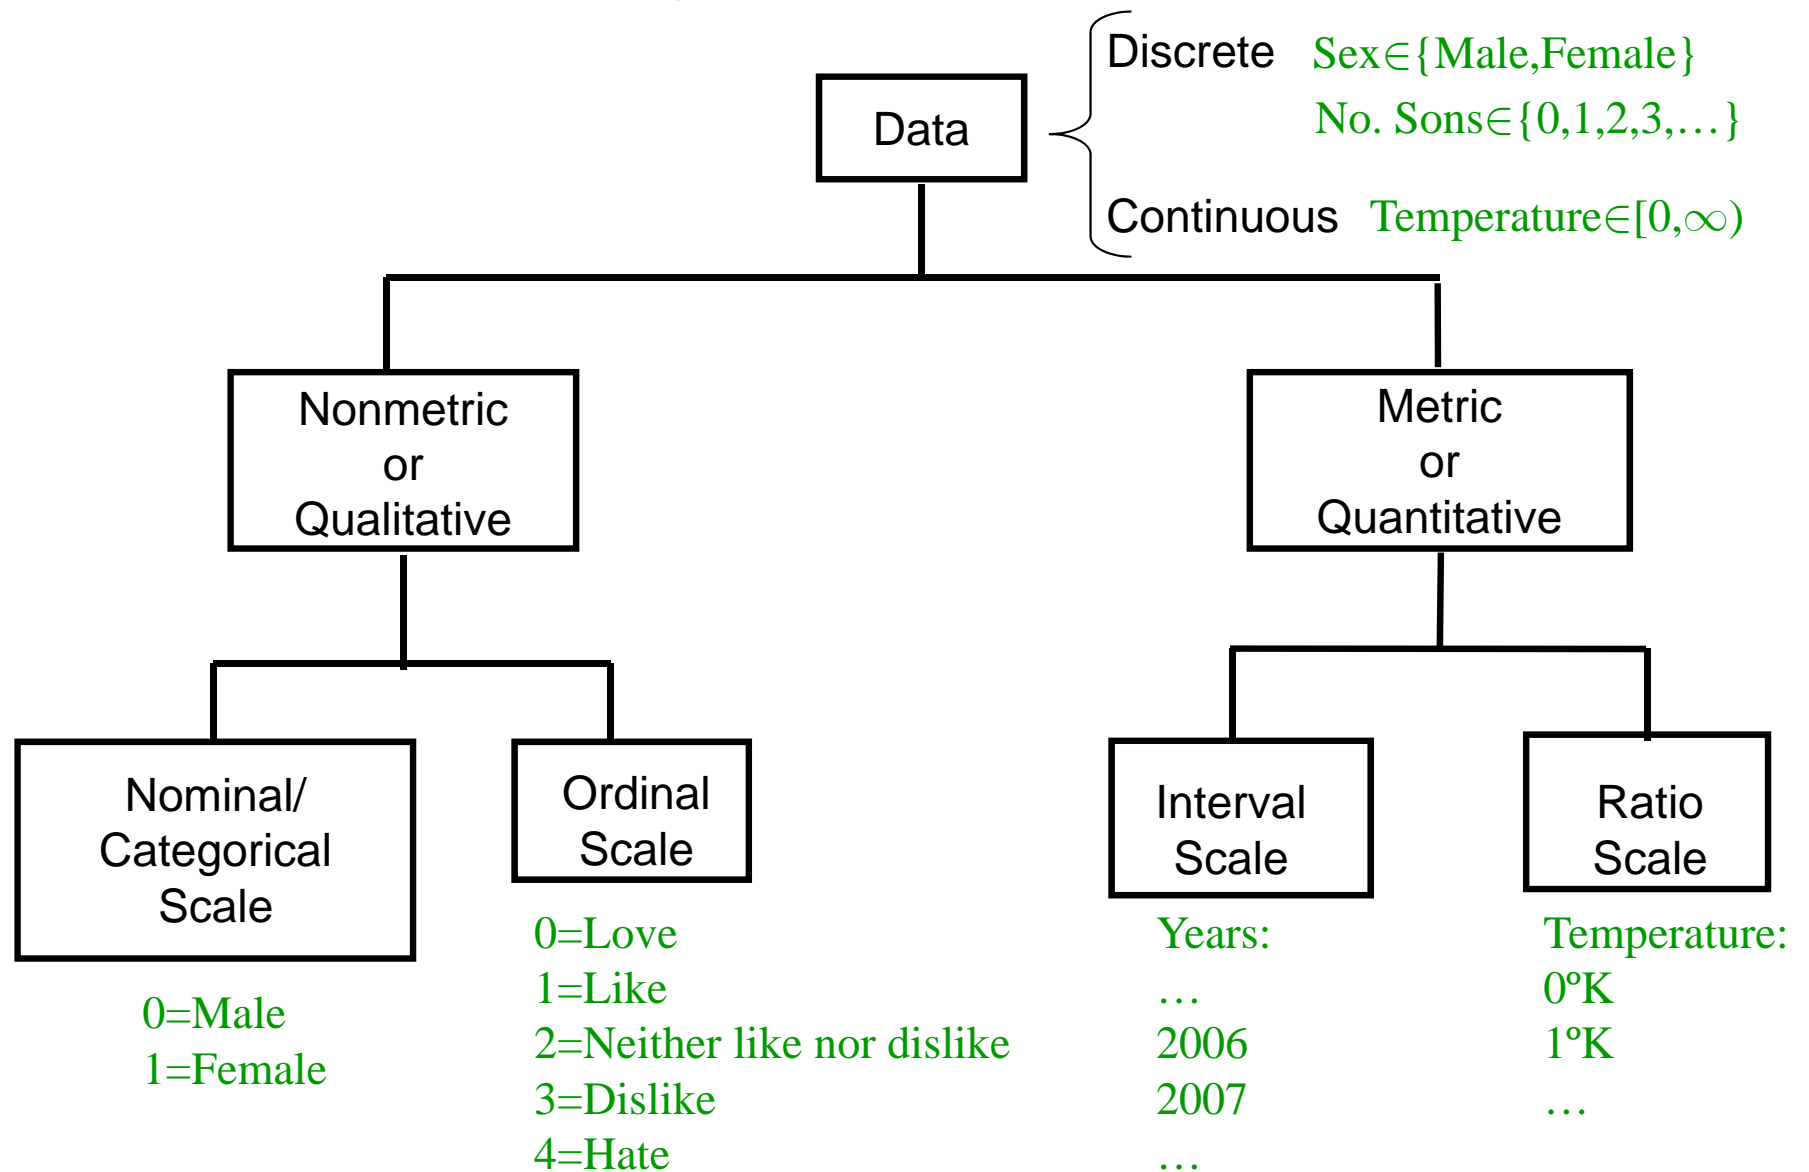 Data
Discrete Sex∈{Male,Female}
No. Sons∈{0,1,2,3,…}
Continuous Temperature∈[0,∞)
Nonmetric
or
Qualitative
Metric
or
Quantitative
Nominal/
Categorical
Scale
0=Male
1=Female
Ordinal
Scale
0=Love
1=Like
2=Neither like nor dislike
3=Dislike
4=Hate
Interval
Scale
Years:
…
2006
2007
…
Ratio
Scale
Temperature:
0ºK
1ºK
…